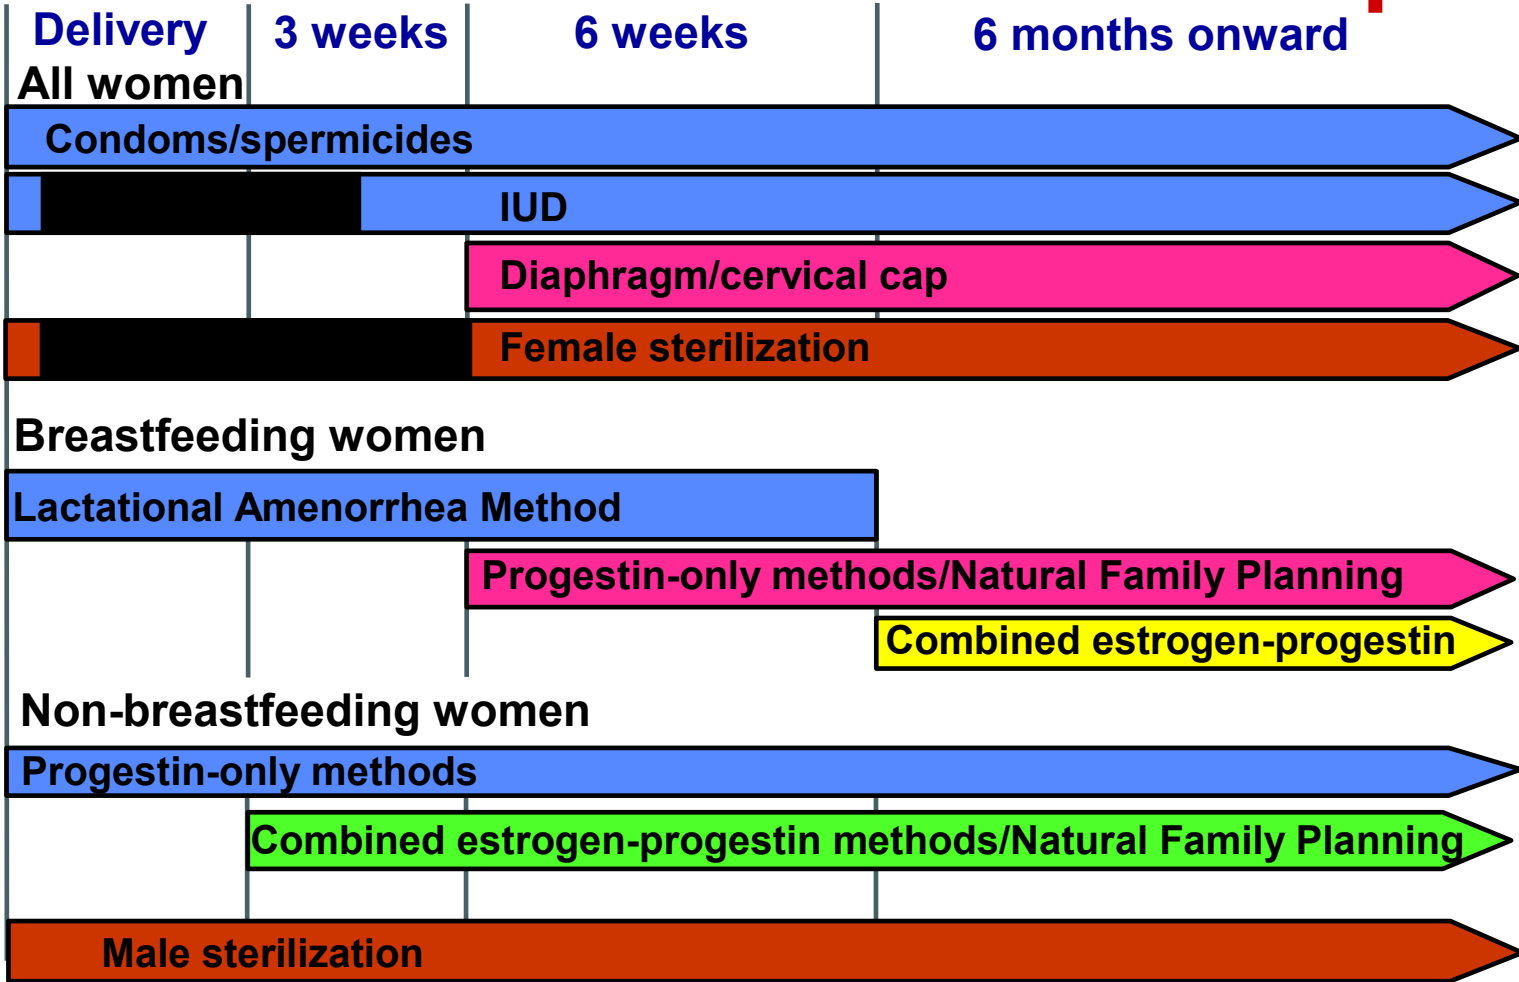 Delivery 3 weeks 6 weeks 6 months onward
All women
Condoms/spermicides
IUD
Diaphragm/cervical cap
Female sterilization
Breastfeeding women
Lactational Amenorrhea Method
Progestin-only methods/Natural Family Planning
Combined estrogen-progestin
Non-breastfeeding women
Progestin-only methods
Combined estrogen-progestin methods/Natural Family Planning
Male sterilization